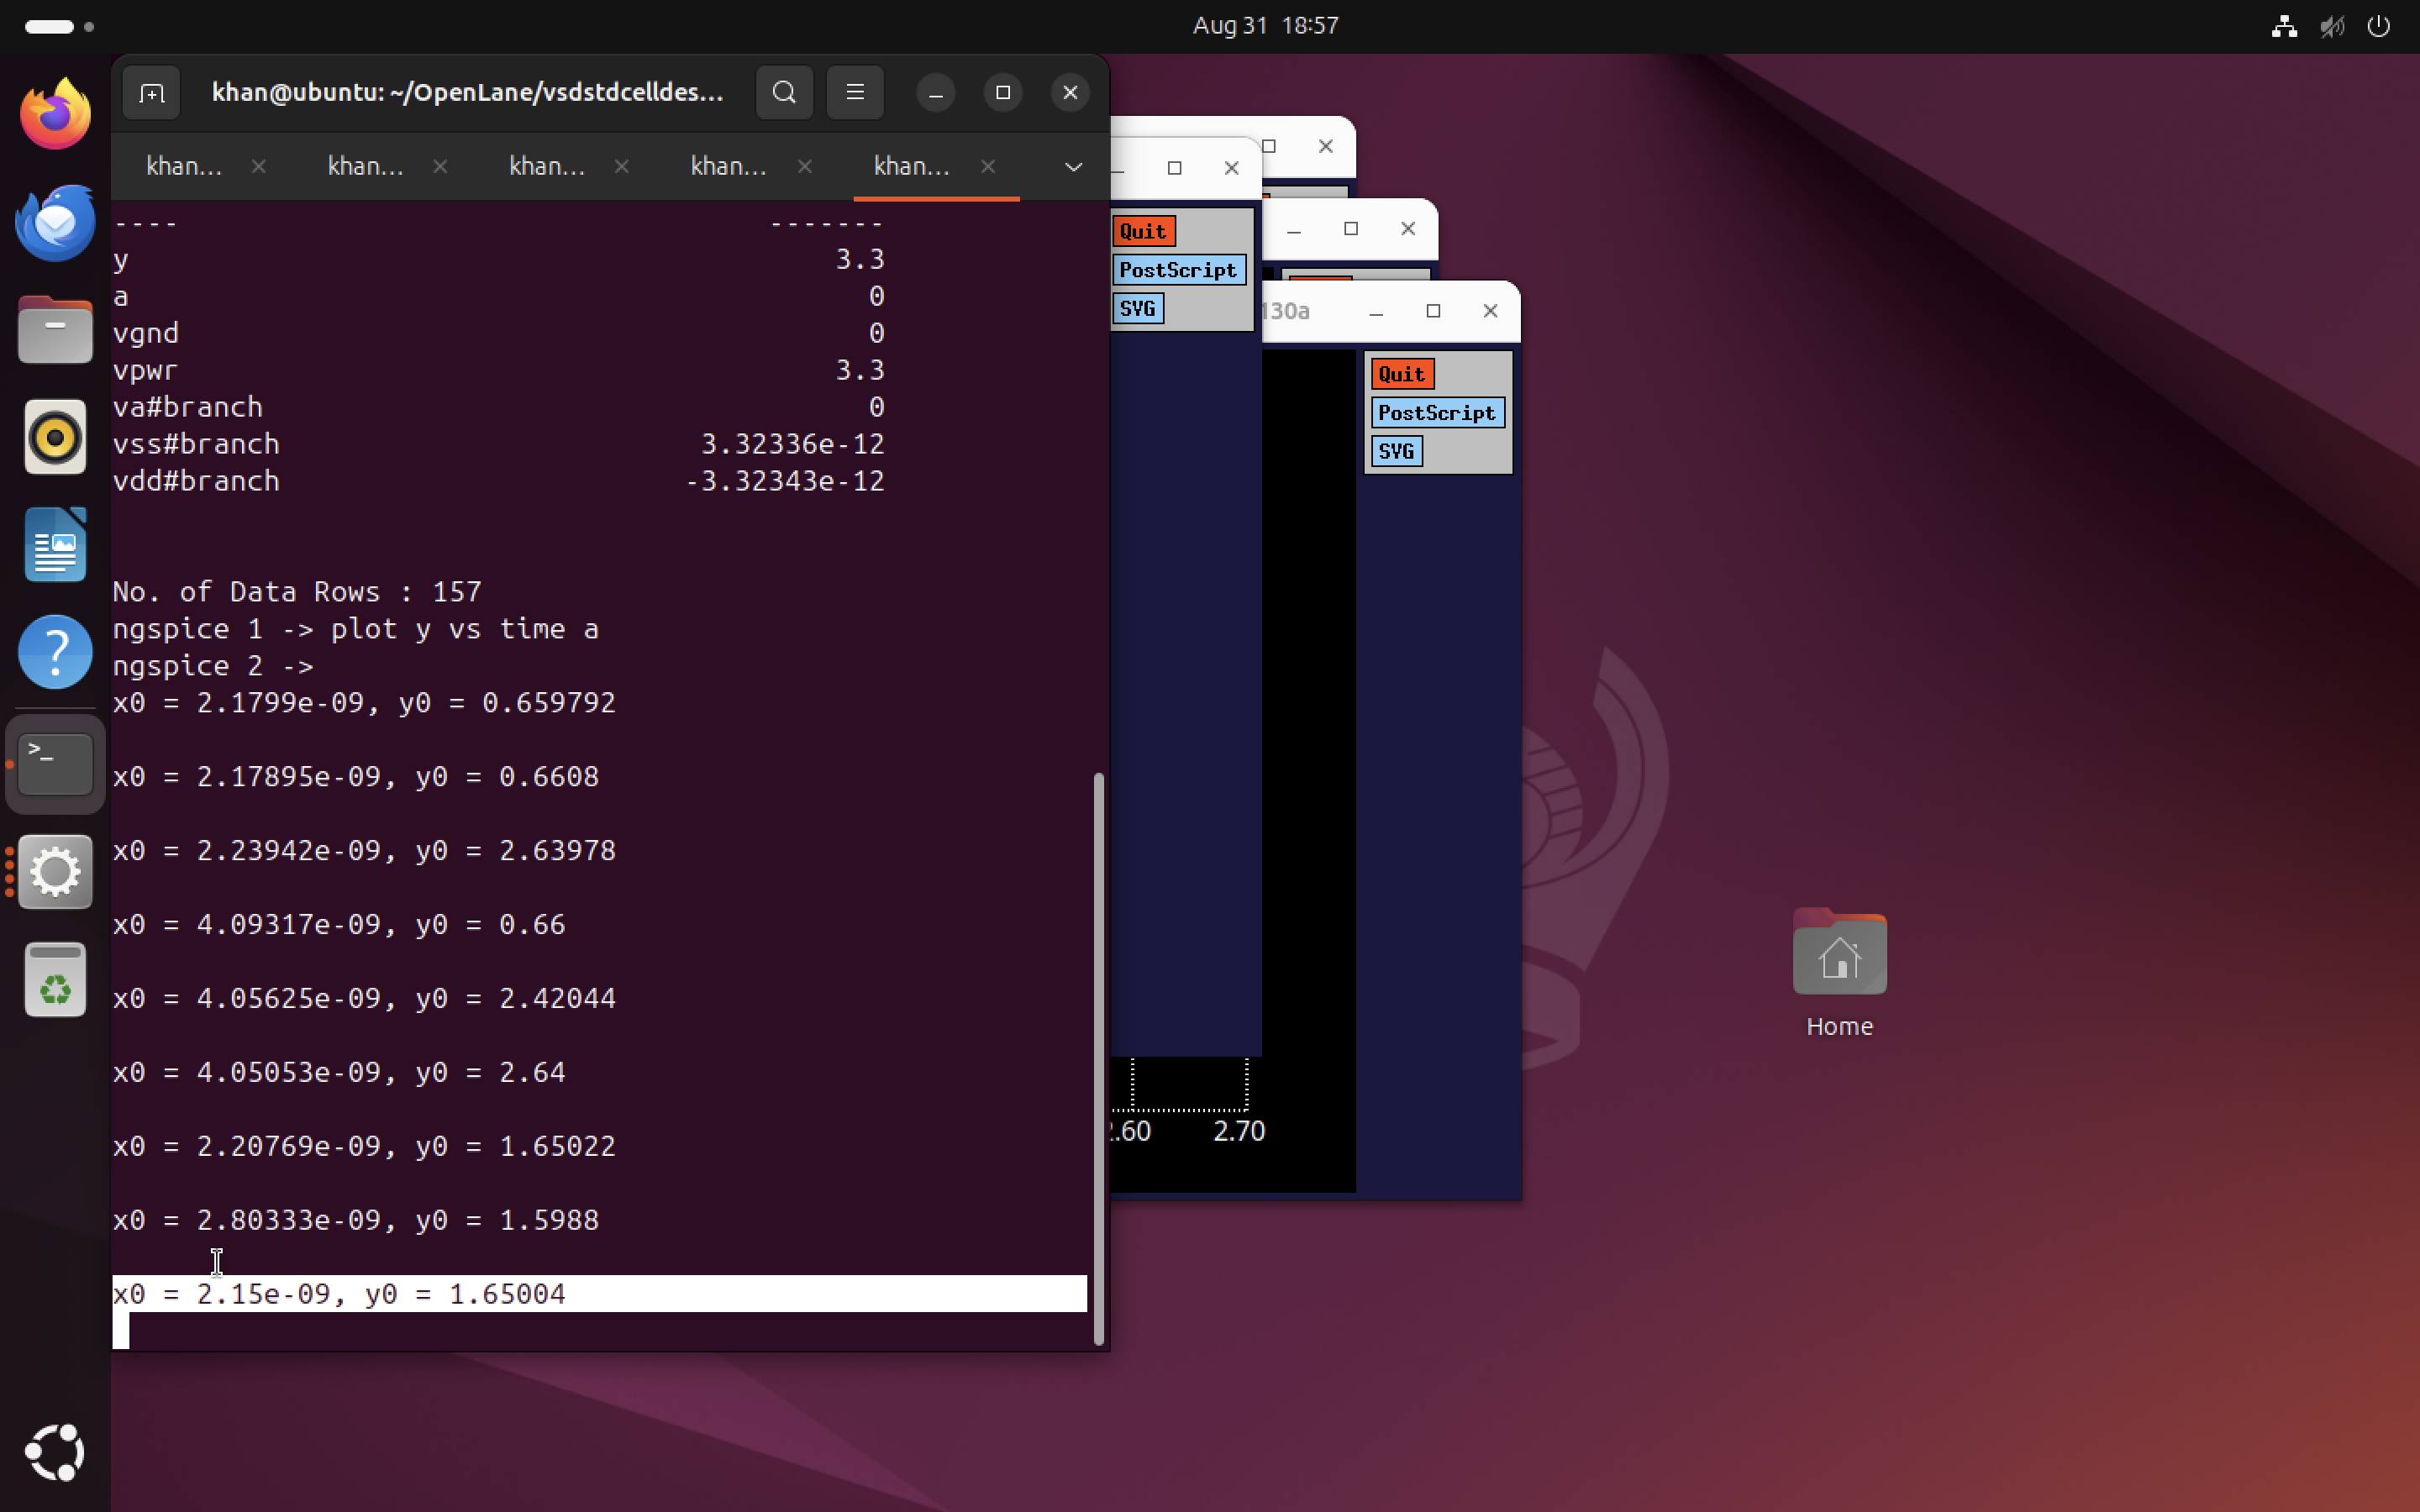 Aug 31 18:57
khan@ubuntu: ~/OpenLane/vsdstdcelldes...
khan... khan... khan... khan... khan...
---- -------
y 3.3
a 0
vgnd 0
vpwr 3.3
va#branch 0
vss#branch 3.32336e-12
vdd#branch -3.32343e-12
No. of Data Rows : 157
ngspice 1 -> plot y vs time a
ngspice 2 ->
x0 = 2.1799e-09, y0 = 0.659792
x0 = 2.17895e-09, y0 = 0.6608
x0 = 2.23942e-09, y0 = 2.63978
x0 = 4.09317e-09, y0 = 0.66
x0 = 4.05625e-09, y0 = 2.42044
x0 = 4.05053e-09, y0 = 2.64
x0 = 2.20769e-09, y0 = 1.65022
x0 = 2.80333e-09, y0 = 1.5988
x0 = 2.15e-09, y0 = 1.65004
Quit
PostScript
SVG
130a
Quit
PostScript
SVG
2.60 2.70
Home